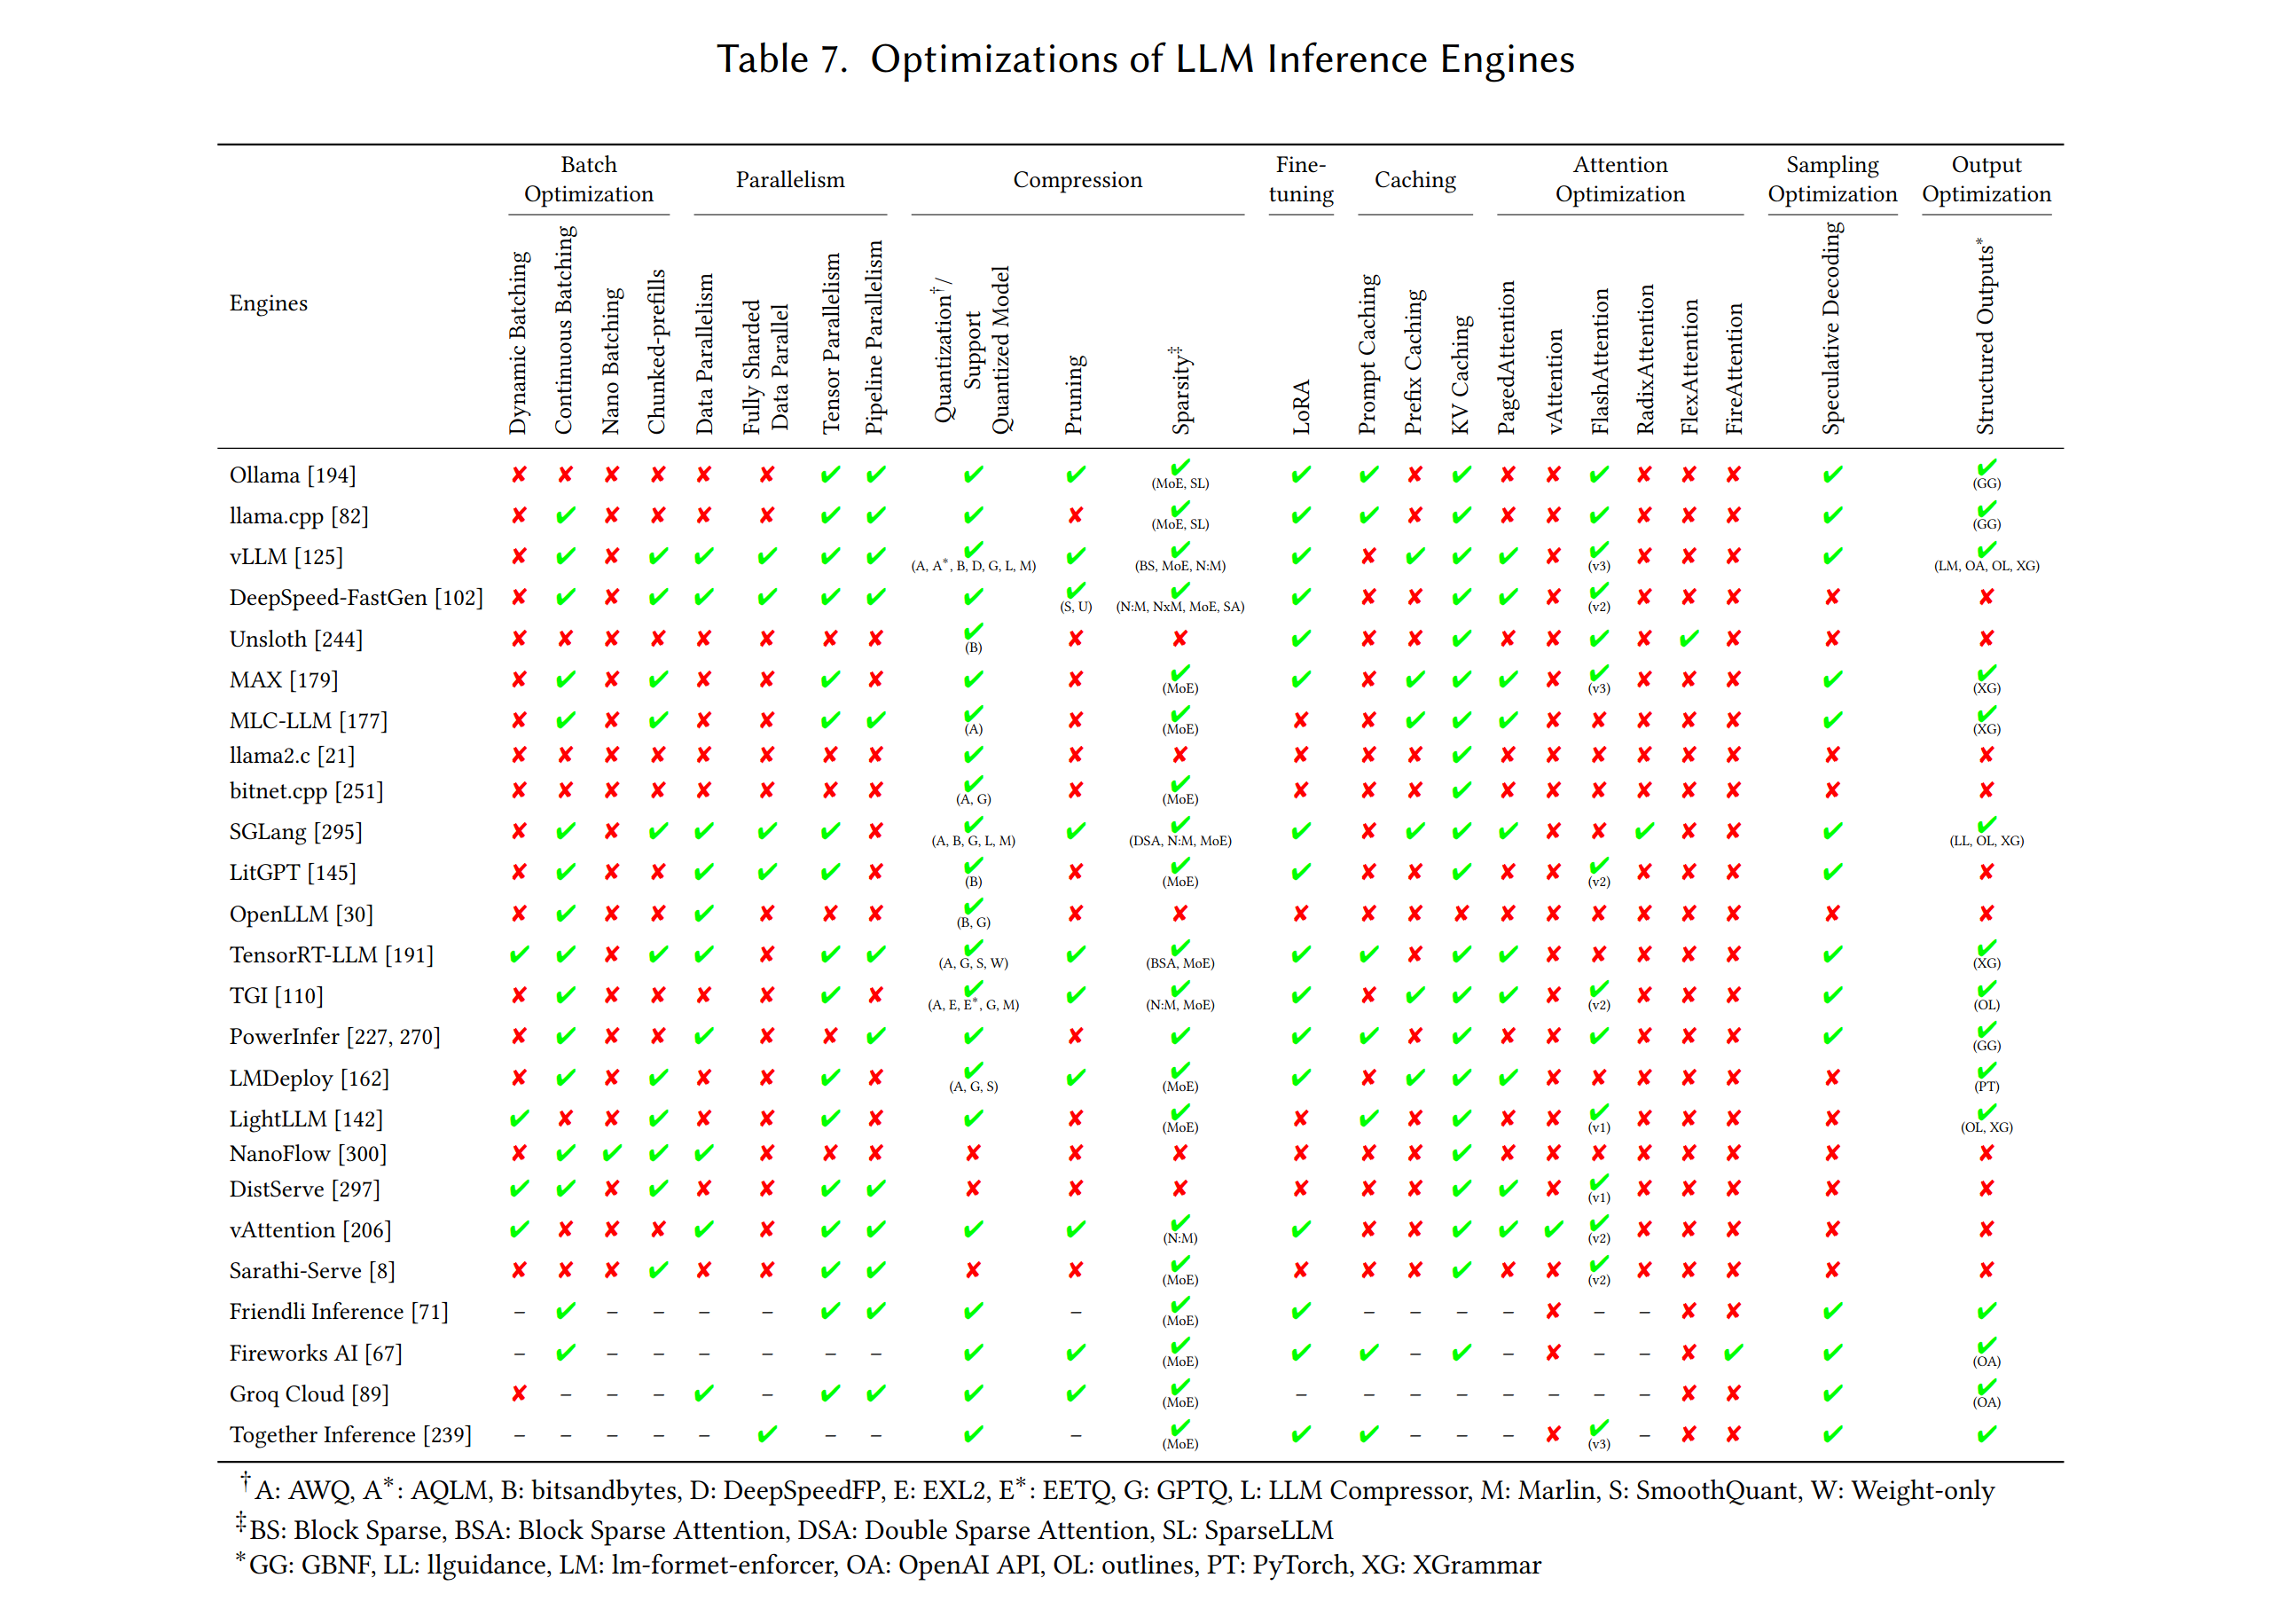 Table 7. Optimizations of LLM Inference Engines
Batch Optimization
Parallelism
Compression
Fine-tuning
Caching
Attention Optimization
Sampling Optimization
Output Optimization
Engines
Dynamic Batching
Continuous Batching
Nano Batching
Chunked-prefills
Data Parallelism
Fully Sharded Data Parallel
Tensor Parallelism
Pipeline Parallelism
Quantization†/ Support Quantized Model
Pruning
Sparsity‡
LoRA
Prompt Caching
Prefix Caching
KV Caching
PagedAttention
vAttention
FlashAttention
RadixAttention
FlexAttention
FireAttention
Speculative Decoding
Structured Outputs*
Ollama [194] ✘ ✘ ✘ ✘ ✘ ✘ ✔ ✔ ✔ ✔ ✔ (MoE, SL) ✔ ✔ ✘ ✔ ✘ ✘ ✔ ✘ ✘ ✘ ✔ ✔ (GG)
llama.cpp [82] ✘ ✔ ✘ ✘ ✘ ✘ ✔ ✔ ✔ ✘ ✔ (MoE, SL) ✔ ✔ ✘ ✔ ✘ ✘ ✔ ✘ ✘ ✘ ✔ ✔ (GG)
vLLM [125] ✘ ✔ ✘ ✔ ✔ ✔ ✔ ✔ ✔ (A, A*, B, D, G, L, M) ✔ ✔ (BS, MoE, N:M) ✔ ✘ ✔ ✔ ✔ ✘ ✔ (v3) ✘ ✘ ✘ ✔ ✔ (LM, OA, OL, XG)
DeepSpeed-FastGen [102] ✘ ✔ ✘ ✔ ✔ ✔ ✔ ✔ ✔ ✔ (S, U) ✔ (N:M, NxM, MoE, SA) ✔ ✘ ✘ ✔ ✔ ✘ ✔ (v2) ✘ ✘ ✘ ✘ ✘
Unsloth [244] ✘ ✘ ✘ ✘ ✘ ✘ ✘ ✘ ✔ (B) ✘ ✘ ✔ ✘ ✘ ✔ ✘ ✘ ✔ ✘ ✔ ✘ ✘ ✘
MAX [179] ✘ ✔ ✘ ✔ ✘ ✘ ✔ ✘ ✔ ✘ ✔ (MoE) ✔ ✘ ✔ ✔ ✔ ✘ ✔ (v3) ✘ ✘ ✘ ✔ ✔ (XG)
MLC-LLM [177] ✘ ✔ ✘ ✔ ✘ ✘ ✔ ✔ ✔ (A) ✘ ✔ (MoE) ✘ ✘ ✔ ✔ ✔ ✘ ✘ ✘ ✘ ✘ ✔ ✔ (XG)
llama2.c [21] ✘ ✘ ✘ ✘ ✘ ✘ ✘ ✘ ✔ ✘ ✘ ✘ ✘ ✘ ✔ ✘ ✘ ✘ ✘ ✘ ✘ ✘ ✘
bitnet.cpp [251] ✘ ✘ ✘ ✘ ✘ ✘ ✘ ✘ ✔ (A, G) ✘ ✔ (MoE) ✘ ✘ ✘ ✔ ✘ ✘ ✘ ✘ ✘ ✘ ✘ ✘
SGLang [295] ✘ ✔ ✘ ✔ ✔ ✔ ✔ ✘ ✔ (A, B, G, L, M) ✔ ✔ (DSA, N:M, MoE) ✔ ✘ ✔ ✔ ✔ ✘ ✘ ✔ ✘ ✘ ✔ ✔ (LL, OL, XG)
LitGPT [145] ✘ ✔ ✘ ✘ ✔ ✔ ✔ ✘ ✔ (B) ✘ ✔ (MoE) ✔ ✘ ✘ ✔ ✘ ✘ ✔ (v2) ✘ ✘ ✘ ✔ ✘
OpenLLM [30] ✘ ✔ ✘ ✘ ✔ ✘ ✘ ✘ ✔ (B, G) ✘ ✘ ✘ ✘ ✘ ✘ ✘ ✘ ✘ ✘ ✘ ✘ ✘ ✘
TensorRT-LLM [191] ✔ ✔ ✘ ✔ ✔ ✘ ✔ ✔ ✔ (A, G, S, W) ✔ ✔ (BSA, MoE) ✔ ✔ ✘ ✔ ✔ ✘ ✘ ✘ ✘ ✘ ✔ ✔ (XG)
TGI [110] ✘ ✔ ✘ ✘ ✘ ✘ ✔ ✘ ✔ (A, E, E*, G, M) ✔ ✔ (N:M, MoE) ✔ ✘ ✔ ✔ ✔ ✘ ✔ (v2) ✘ ✘ ✘ ✔ ✔ (OL)
PowerInfer [227, 270] ✘ ✔ ✘ ✘ ✔ ✘ ✘ ✔ ✔ ✘ ✔ ✔ ✔ ✘ ✔ ✘ ✘ ✔ ✘ ✘ ✘ ✔ ✔ (GG)
LMDeploy [162] ✘ ✔ ✘ ✔ ✘ ✘ ✔ ✘ ✔ (A, G, S) ✔ ✔ (MoE) ✔ ✘ ✔ ✔ ✔ ✘ ✘ ✘ ✘ ✘ ✘ ✔ (PT)
LightLLM [142] ✔ ✘ ✘ ✔ ✘ ✘ ✔ ✘ ✔ ✘ ✔ (MoE) ✘ ✔ ✘ ✔ ✘ ✘ ✔ (v1) ✘ ✘ ✘ ✘ ✔ (OL, XG)
NanoFlow [300] ✘ ✔ ✔ ✔ ✔ ✘ ✘ ✘ ✘ ✘ ✘ ✘ ✘ ✘ ✔ ✘ ✘ ✘ ✘ ✘ ✘ ✘ ✘
DistServe [297] ✔ ✔ ✘ ✔ ✘ ✘ ✔ ✔ ✘ ✘ ✘ ✘ ✘ ✘ ✔ ✔ ✘ ✔ (v1) ✘ ✘ ✘ ✘ ✘
vAttention [206] ✔ ✘ ✘ ✘ ✔ ✘ ✔ ✔ ✔ ✔ ✔ (N:M) ✔ ✘ ✘ ✔ ✔ ✔ ✔ (v2) ✘ ✘ ✘ ✘ ✘
Sarathi-Serve [8] ✘ ✘ ✘ ✔ ✘ ✘ ✔ ✔ ✘ ✘ ✔ (MoE) ✘ ✘ ✘ ✔ ✘ ✘ ✔ (v2) ✘ ✘ ✘ ✘ ✘
Friendli Inference [71] – ✔ – – – – ✔ ✔ ✔ – ✔ (MoE) ✔ – – – – ✘ – – ✘ ✘ ✔ ✔
Fireworks AI [67] – ✔ – – – – – – ✔ ✔ ✔ (MoE) ✔ ✔ – ✔ – ✘ – – ✘ ✔ ✔ ✔ (OA)
Groq Cloud [89] ✘ – – – ✔ – ✔ ✔ ✔ ✔ ✔ (MoE) – – – – – – – – ✘ ✘ ✔ ✔ (OA)
Together Inference [239] – – – – – ✔ – – ✔ – ✔ (MoE) ✔ ✔ – – – ✘ ✔ (v3) – ✘ ✘ ✔ ✔
†A: AWQ, A*: AQLM, B: bitsandbytes, D: DeepSpeedFP, E: EXL2, E*: EETQ, G: GPTQ, L: LLM Compressor, M: Marlin, S: SmoothQuant, W: Weight-only
‡BS: Block Sparse, BSA: Block Sparse Attention, DSA: Double Sparse Attention, SL: SparseLLM
*GG: GBNF, LL: llguidance, LM: lm-formet-enforcer, OA: OpenAI API, OL: outlines, PT: PyTorch, XG: XGrammar